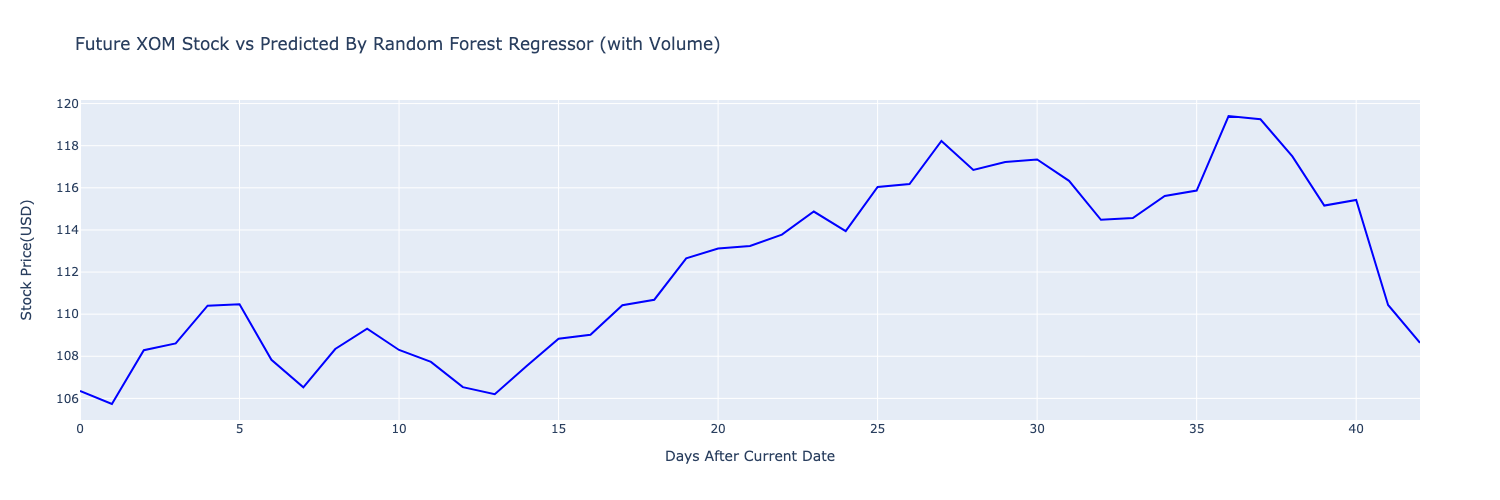 Future XOM Stock vs Predicted By Random Forest Regressor (with Volume)
120
118
116
114
112
110
108
106
Stock Price(USD)
0 5 10 15 20 25 30 35 40
Days After Current Date